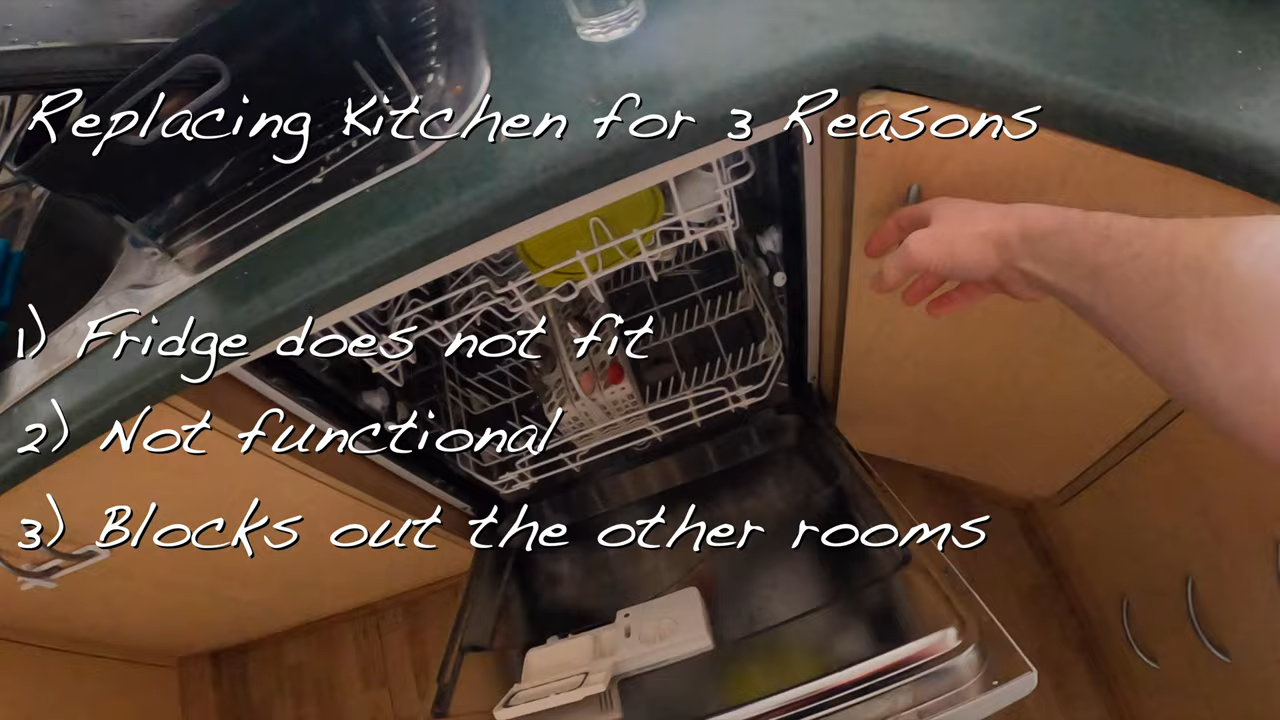 Replacing Kitchen for 3 Reasons
1) Fridge does not fit
2) Not functional
3) Blocks out the other rooms